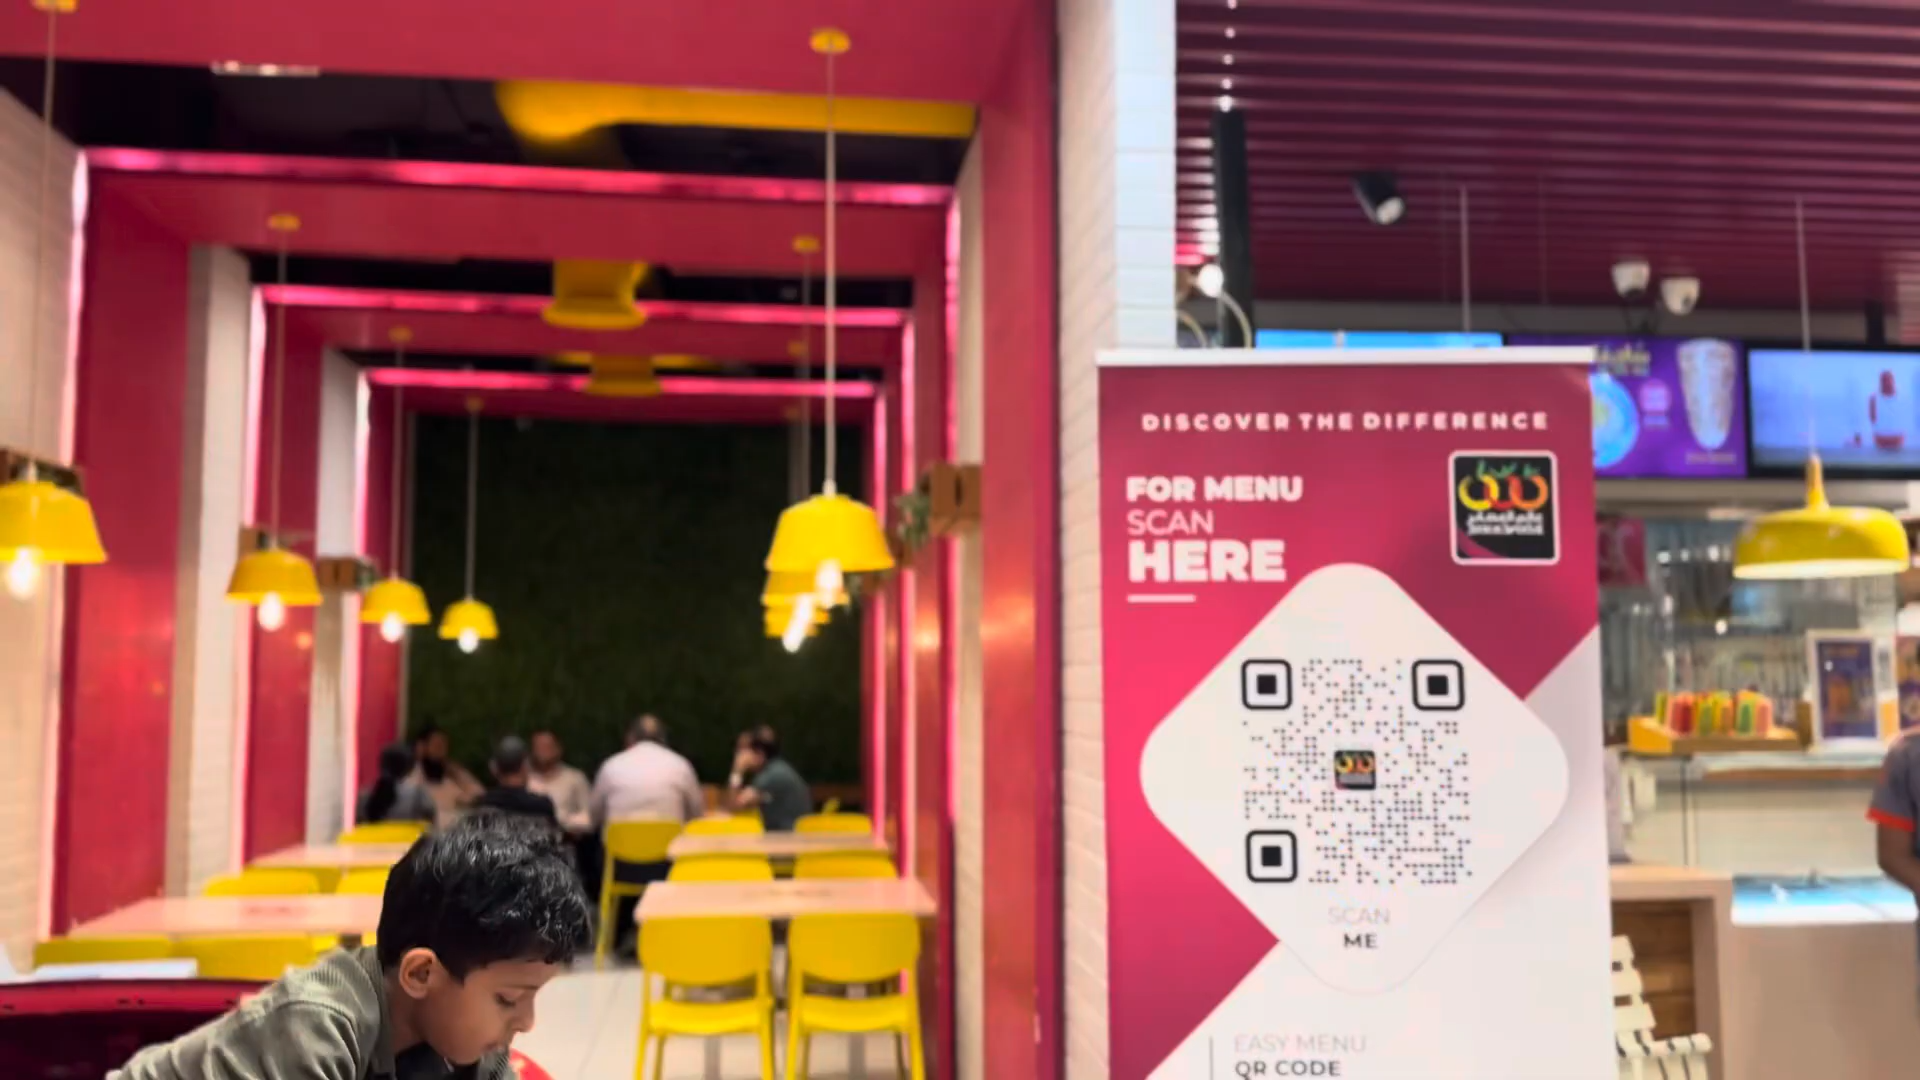 DISCOVER THE DIFFERENCE
FOR MENU
SCAN
HERE
SCAN
ME
EASY MENU
QR CODE